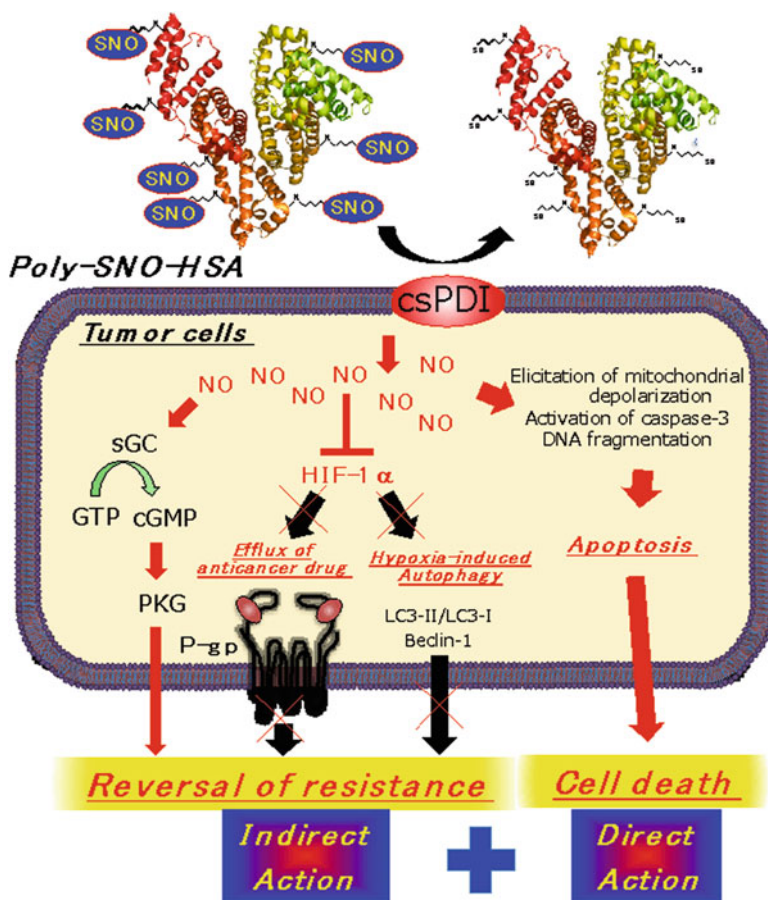 SNO
SNO
SNO
SNO
SNO
SNO
SNO
Poly-SNO-HSA
csPDI
Tumor cells
NO
NO
NO
NO
NO
NO
NO
Elicitation of mitochondrial
depolarization
Activation of caspase-3
DNA fragmentation
sGC
GTP cGMP
HIF-1 α
Efflux of
anticancer drug
Hypoxia-induced
Autophagy
Apoptosis
PKG
P-gp
LC3-II/LC3-I
Beclin-1
Reversal of resistance
Cell death
Indirect
Action
Direct
Action